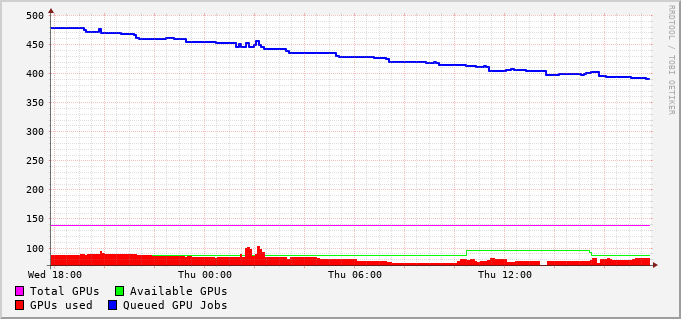 500
450
400
350
300
250
200
150
100
Wed 18:00 Thu 00:00 Thu 06:00 Thu 12:00
Total GPUs Available GPUs
GPUs used Queued GPU Jobs
RRDTOOL / TOBI OETIKER